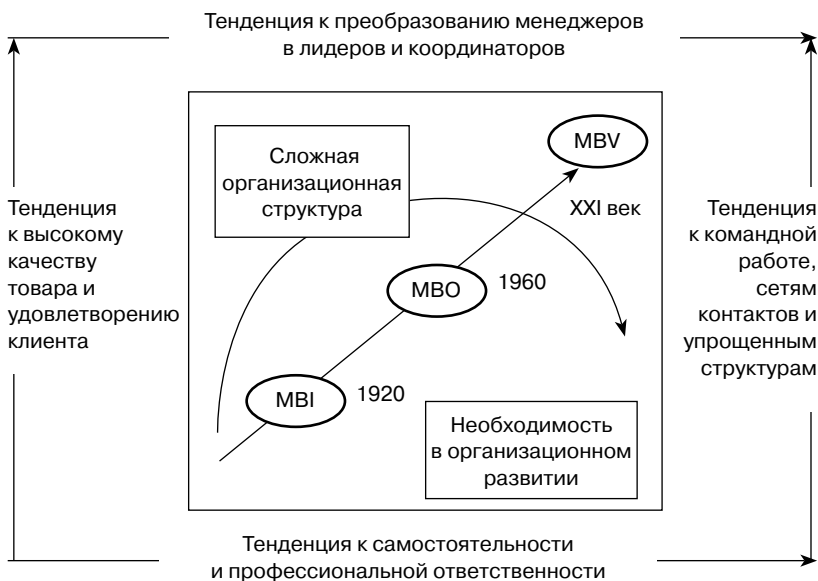 Тенденция к преобразованию менеджеров
в лидеров и координаторов
MBV
Сложная
организационная
структура
XXI век
Тенденция
к высокому
качеству
товара и
удовлетворению
клиента
Тенденция
к командной
работе,
сетям
контактов и
упрощенным
структурам
MBO
1960
MBI
1920
Необходимость
в организационном
развитии
Тенденция к самостоятельности
и профессиональной ответственности